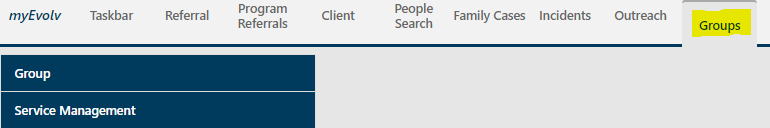 myEvolv Taskbar Referral Program Referrals Client People Search Family Cases Incidents Outreach Groups
Group
Service Management